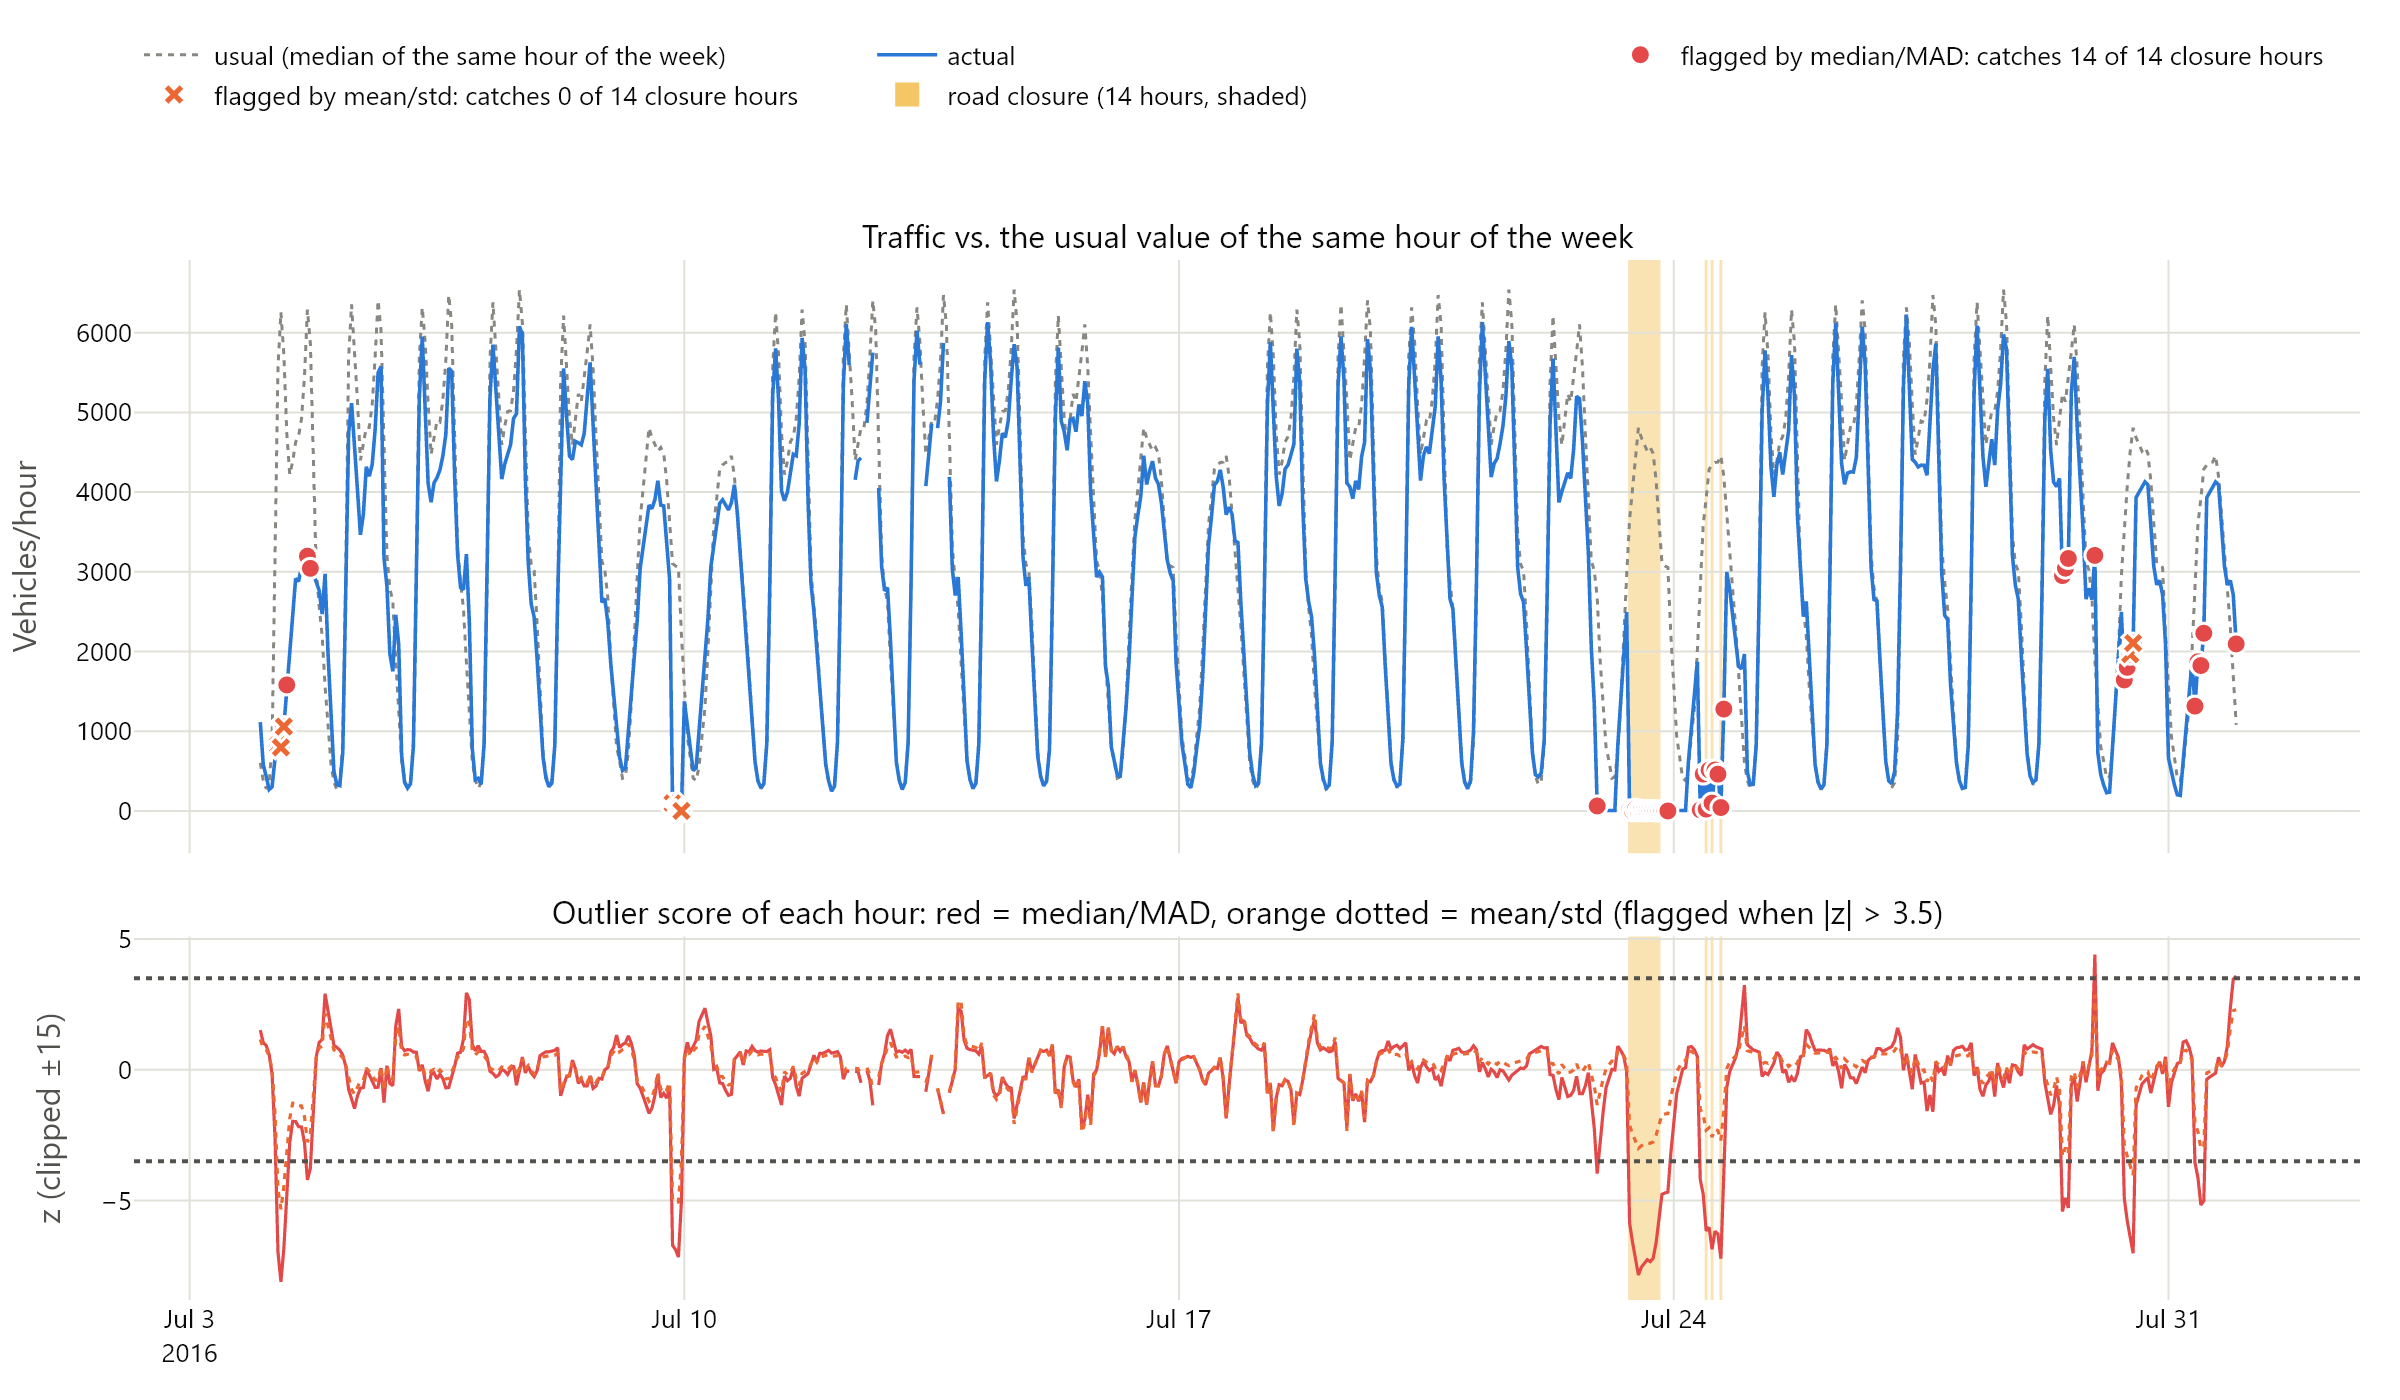 usual (median of the same hour of the week)
actual
flagged by median/MAD: catches 14 of 14 closure hours
flagged by mean/std: catches 0 of 14 closure hours
road closure (14 hours, shaded)
Traffic vs. the usual value of the same hour of the week
Vehicles/hour
6000
5000
4000
3000
2000
1000
0
Outlier score of each hour: red = median/MAD, orange dotted = mean/std (flagged when |z| > 3.5)
z (clipped ±15)
5
0
−5
Jul 3
2016
Jul 10
Jul 17
Jul 24
Jul 31